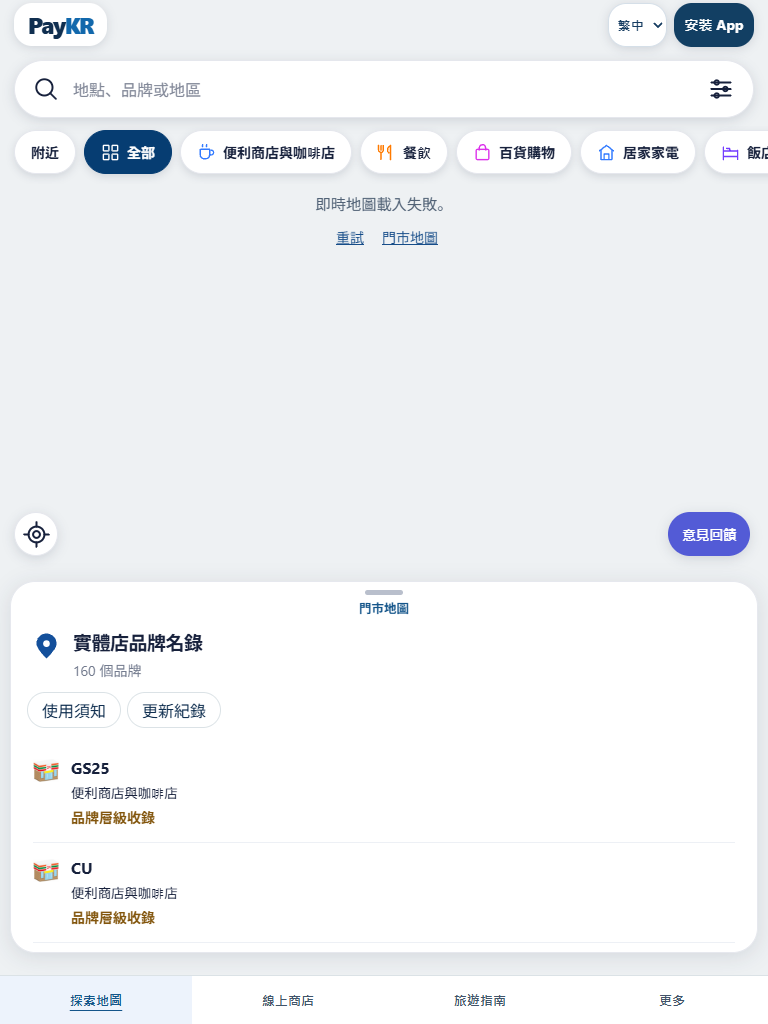 PayKR
繁中
安裝 App
地點、品牌或地區
附近
全部
便利商店與咖啡店
餐飲
百貨購物
居家家電
飯店
即時地圖載入失敗。
重試
門市地圖
意見回饋
門市地圖
實體店品牌名錄
160 個品牌
使用須知
更新紀錄
GS25
便利商店與咖啡店
品牌層級收錄
CU
便利商店與咖啡店
品牌層級收錄
探索地圖
線上商店
旅遊指南
更多